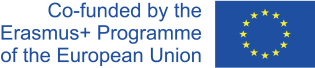 Co-funded by the
Erasmus+ Programme
of the European Union